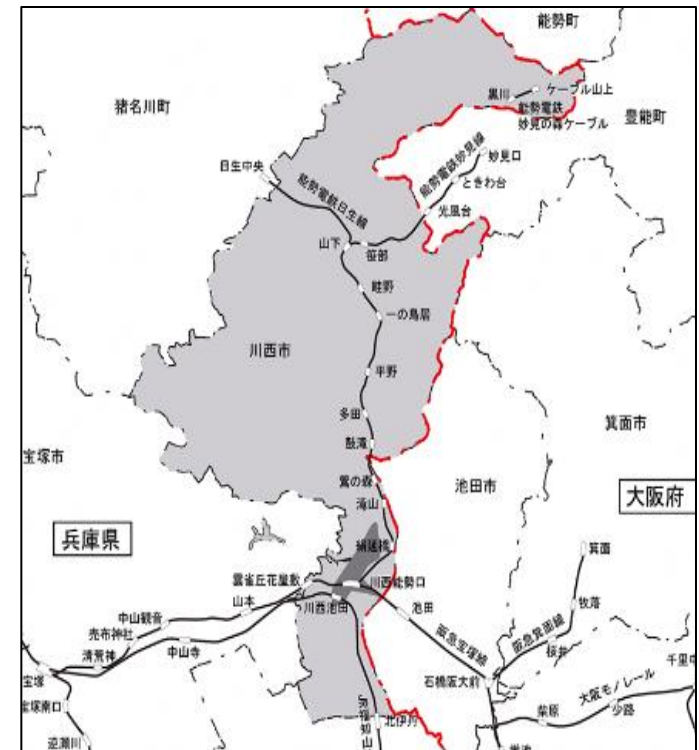 能勢町
猪名川町
黒川
ケーブル山上
能勢電鉄
妙見の森ケーブル
豊能町
日生中央
能勢電鉄日生線
能勢電鉄妙見線
妙見口
ときわ台
光風台
山下
笹部
畦野
一の鳥居
川西市
平野
多田
箕面市
鼓滝
宝塚市
鴬の森
池田市
滝山
大阪府
兵庫県
絹延橋
箕面
雲雀丘花屋敷
川西能勢口
川西池田
山本
池田
牧落
中山観音
売布神社
阪急宝塚線
阪急箕面線
桜井
清荒神
中山寺
千里中
宝塚
石橋阪大前
大阪モノレール
宝塚南口
少路
柴原
北伊丹
逆瀬川